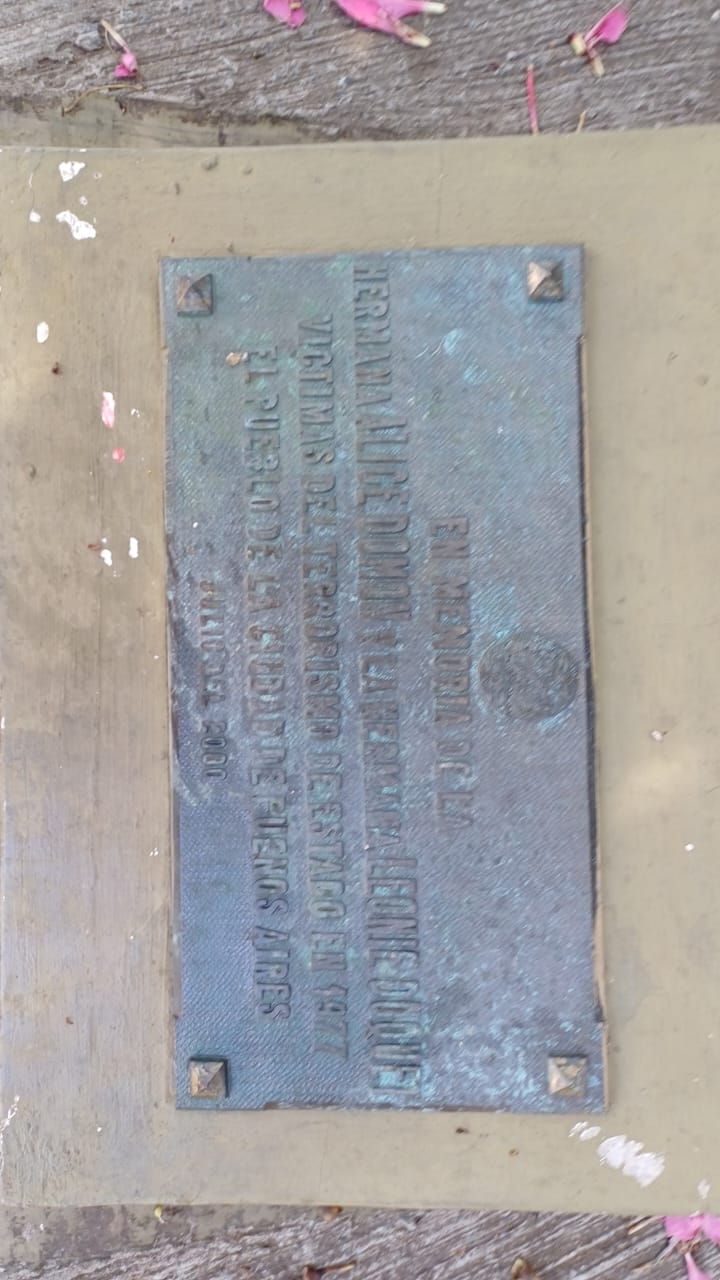 EN MEMORIA DE LA
HERMANA ALICE DOMON Y LA HERMANA LEONIE DUQUET
VICTIMAS DEL TERRORISMO DE ESTADO EN 1977
EL PUEBLO DE LA CIUDAD DE BUENOS AIRES
JULIO DEL 2000